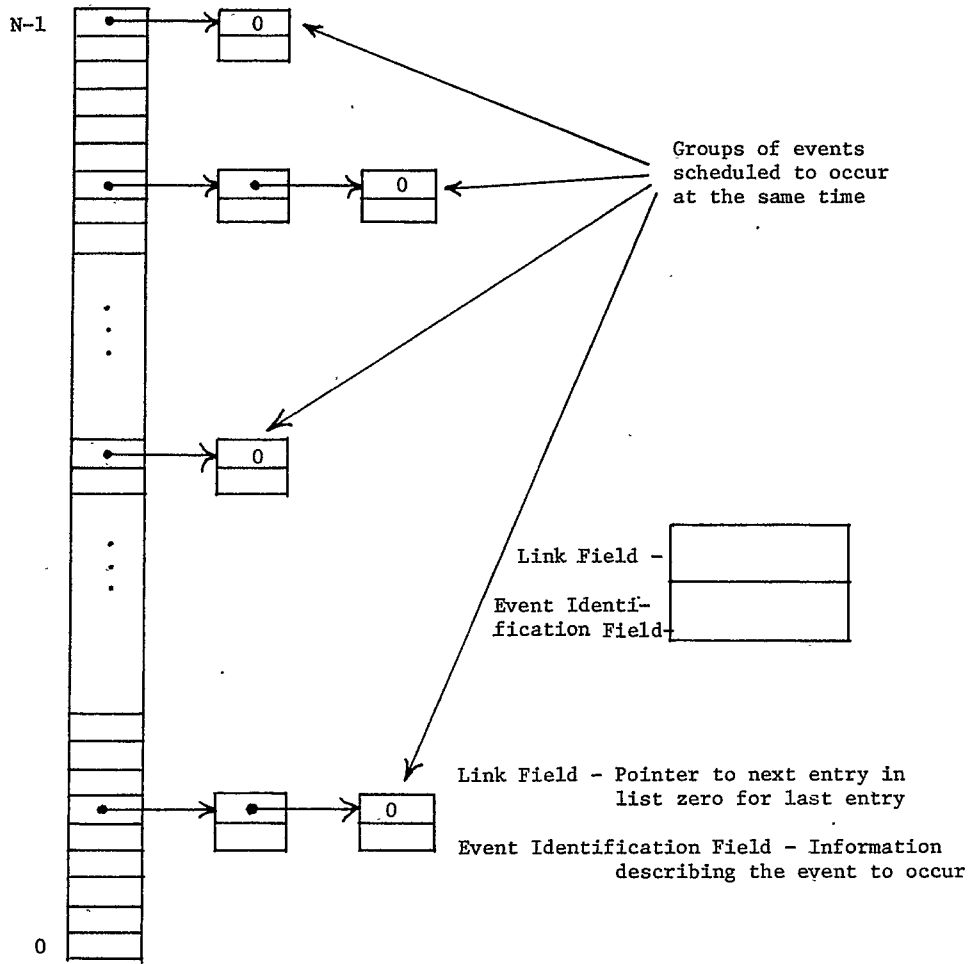 N-1
0
Groups of events
scheduled to occur
at the same time
0
0
Link Field -
Event Identi-
fication Field-
Link Field - Pointer to next entry in
list zero for last entry
0
Event Identification Field - Information
describing the event to occur
0